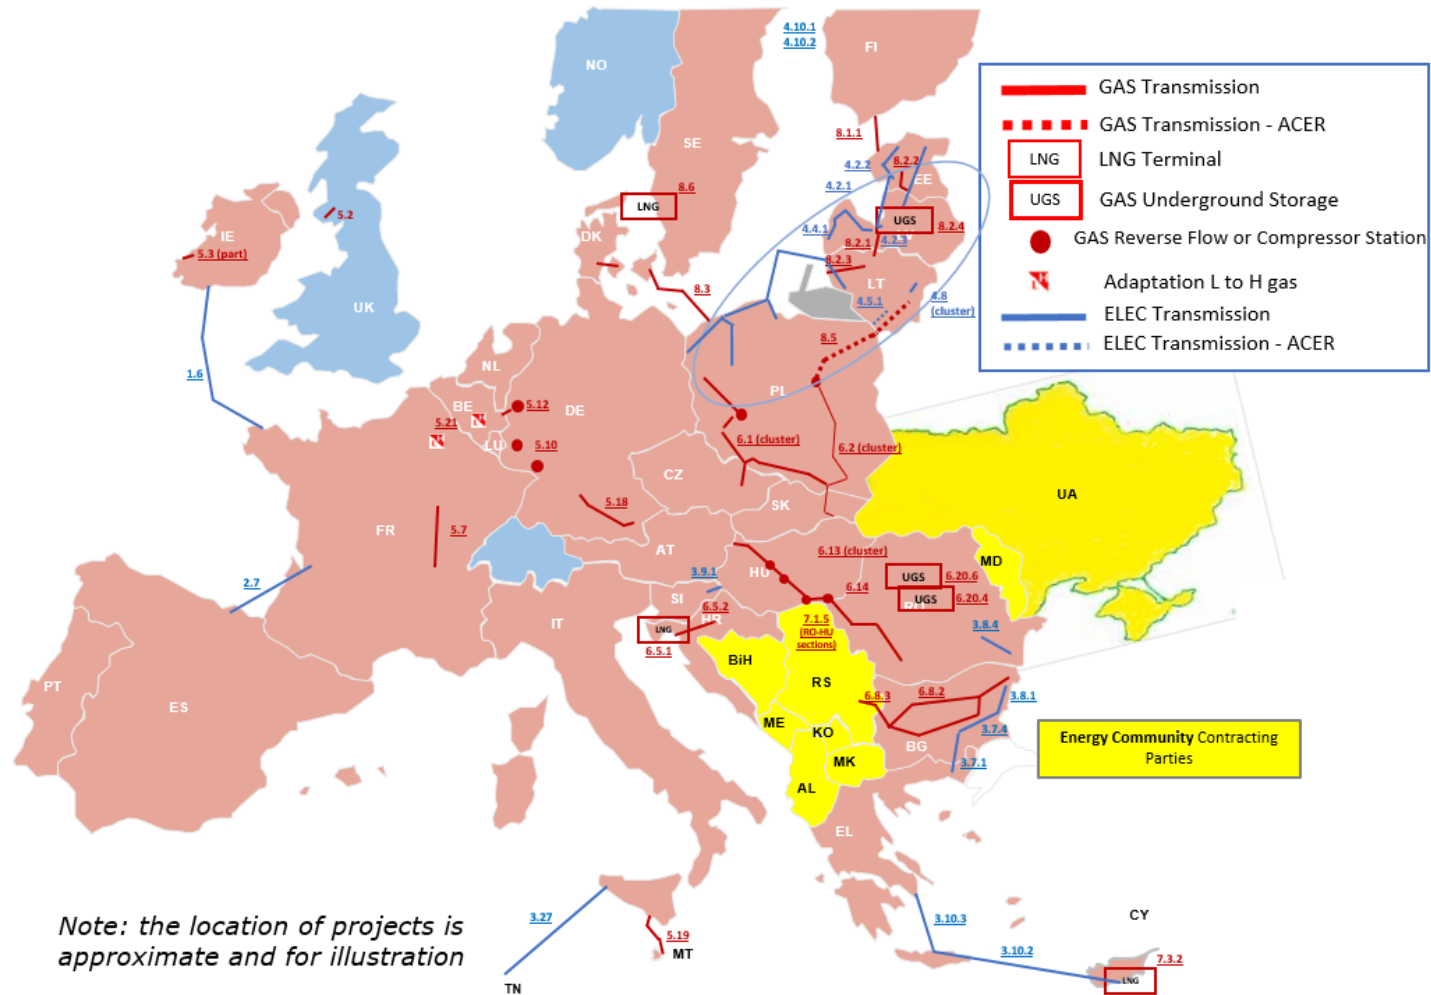 4.10.1
4.10.2
FI
NO
SE
GAS Transmission
GAS Transmission - ACER
LNG
LNG Terminal
UGS
GAS Underground Storage
GAS Reverse Flow or Compressor Station
Adaptation L to H gas
ELEC Transmission
ELEC Transmission - ACER
8.1.1
4.2.2
8.2.2
EE
4.2.1
8.6
LNG
UGS
4.4.1
8.2.4
8.2.1
4.2.3
8.2.3
LT
4.5.1
4.8
(cluster)
DK
8.3
8.5
5.2
IE
5.3 (part)
UK
1.6
NL
BE
DE
PL
5.12
5.21
LU
5.10
6.1 (cluster)
6.2 (cluster)
CZ
UA
SK
5.18
FR
5.7
AT
6.13 (cluster)
MD
HU
3.9.1
2.7
6.14
UGS
6.20.6
UGS
6.20.4
SI
6.5.2
HR
LNG
6.5.1
7.1.5
(RO-HU
sections)
3.8.4
IT
BiH
RS
PT
ES
6.8.3
6.8.2
3.8.1
ME
KO
3.7.4
BG
MK
3.7.1
AL
Energy Community Contracting
Parties
EL
Note: the location of projects is
approximate and for illustration
3.27
5.19
MT
TN
3.10.3
3.10.2
CY
7.3.2
LNG